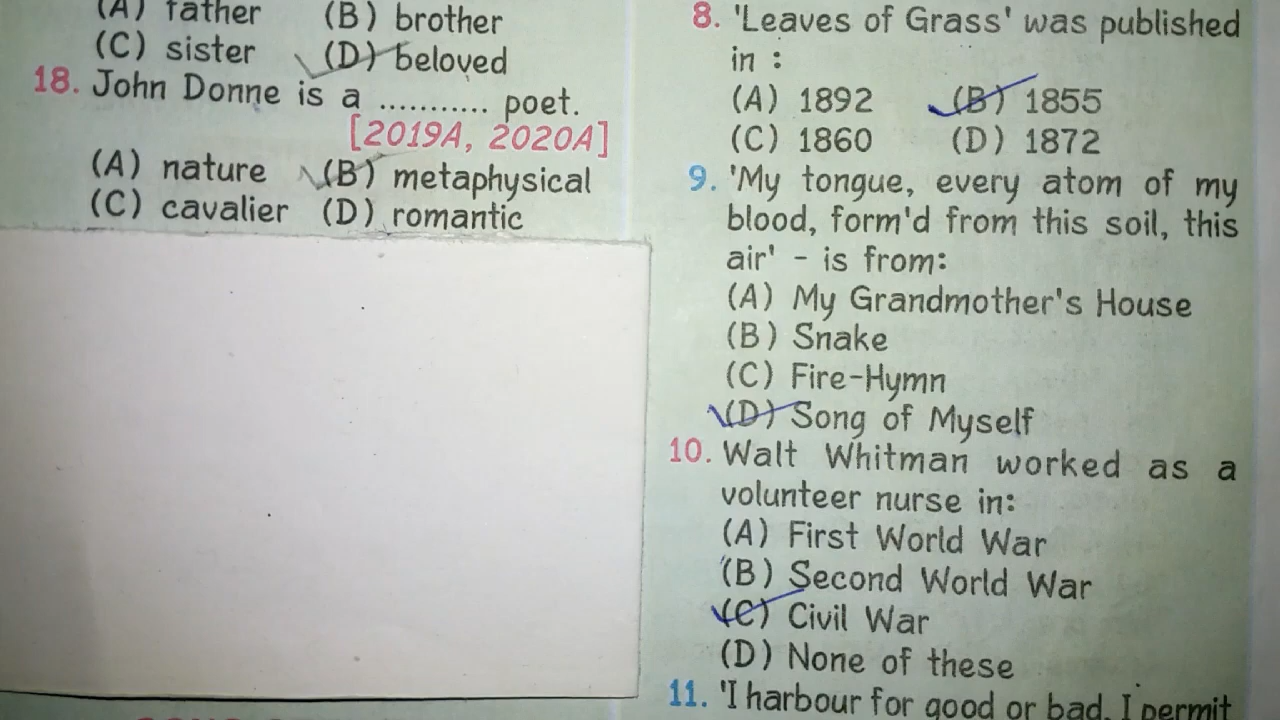 (A) father (B) brother
(C) sister (D) beloved
18. John Donne is a ........... poet.
[2019A, 2020A]
(A) nature (B) metaphysical
(C) cavalier (D) romantic
8. 'Leaves of Grass' was published
in :
(A) 1892 (B) 1855
(C) 1860 (D) 1872
9. 'My tongue, every atom of my
blood, form'd from this soil, this
air' - is from:
(A) My Grandmother's House
(B) Snake
(C) Fire-Hymn
(D) Song of Myself
10. Walt Whitman worked as a
volunteer nurse in:
(A) First World War
(B) Second World War
(C) Civil War
(D) None of these
11. 'I harbour for good or bad, I permit